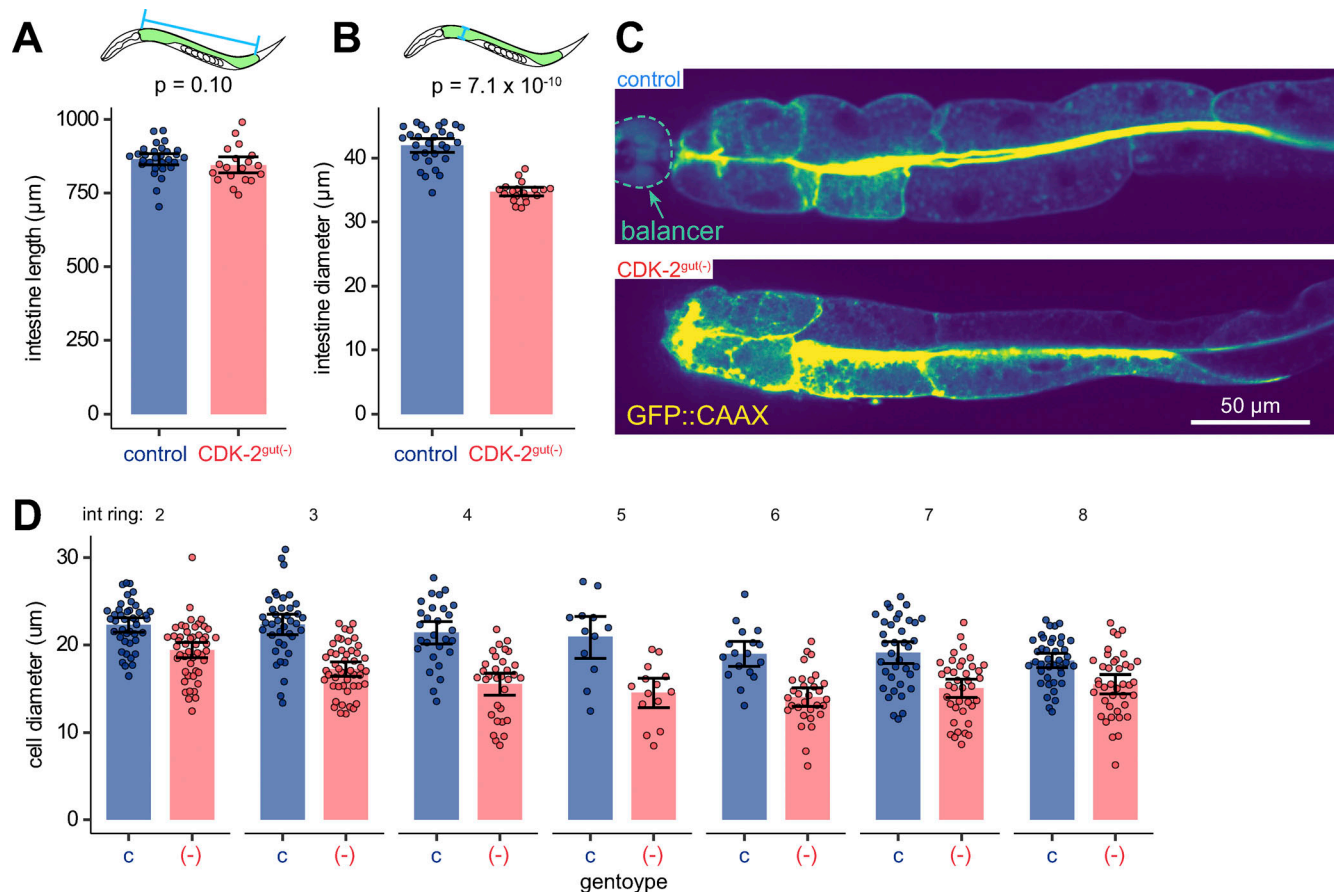 A
p = 0.10
intestine length (µm)
1000
750
500
250
0
control
CDK-2gut(-)
B
p = 7.1 x 10-10
intestine diameter (µm)
40
30
20
10
0
control
CDK-2gut(-)
C
control
balancer
CDK-2gut(-)
GFP::CAAX
50 µm
D
int ring: 2 3 4 5 6 7 8
cell diameter (um)
30
20
10
0
c (-) c (-) c (-) c (-) c (-) c (-) c (-)
gentoype